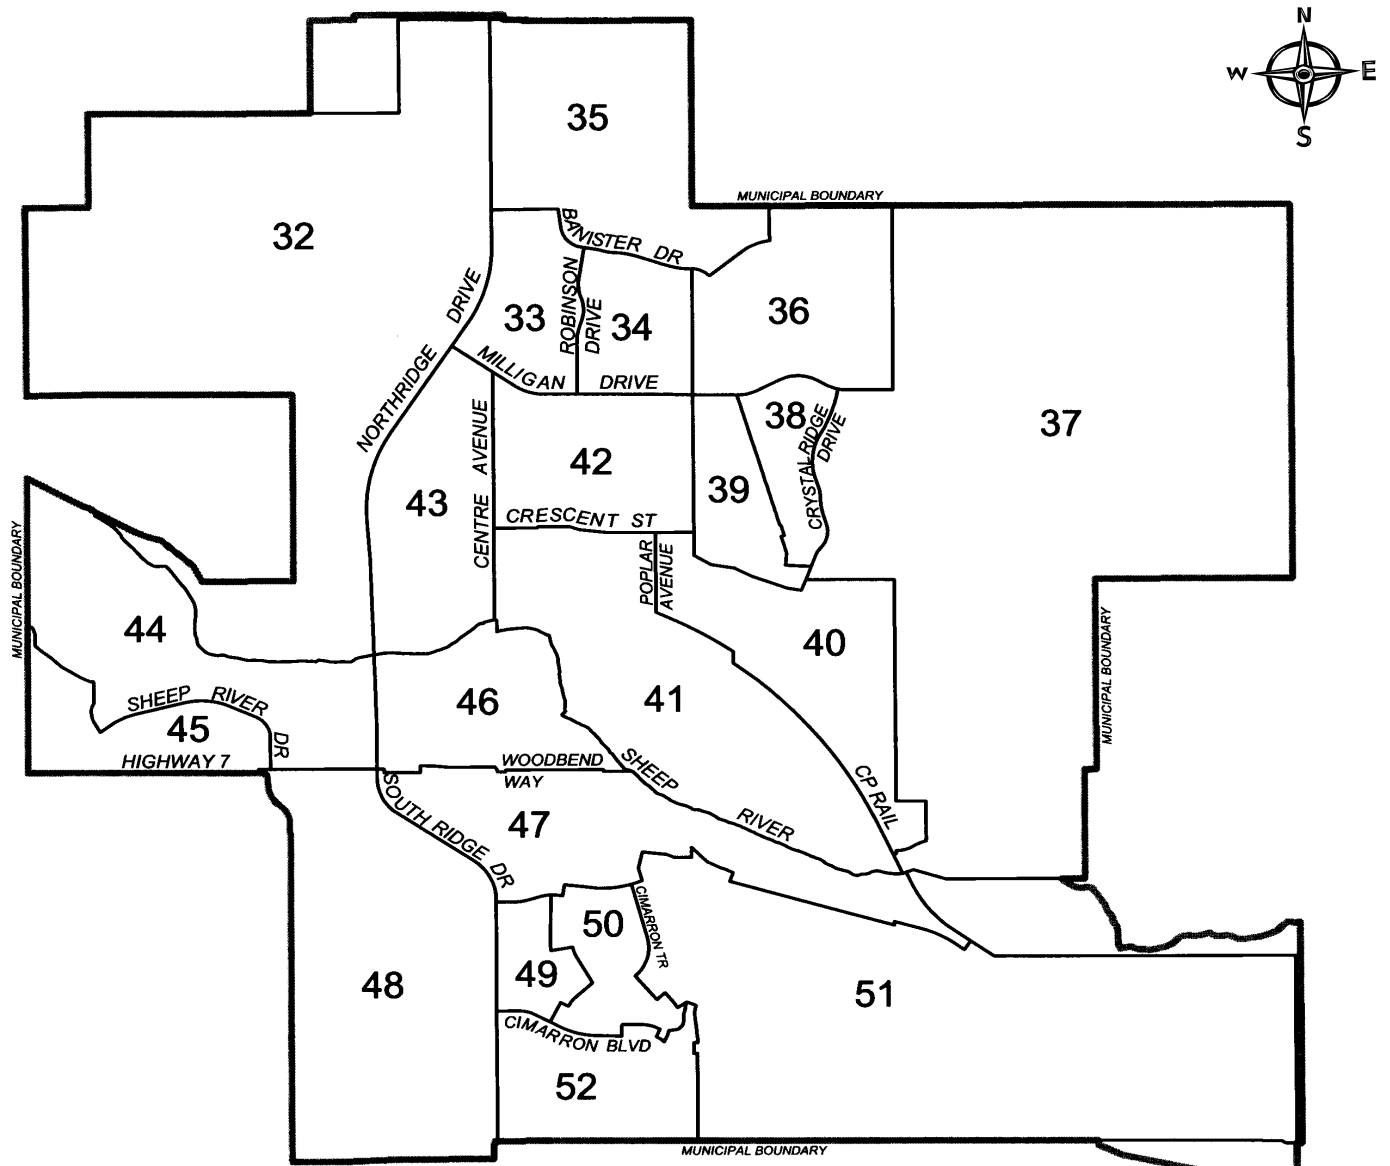 N
W
E
S
35
MUNICIPAL BOUNDARY
32
BANISTER DR
NORTHRIDGE DRIVE
33
ROBINSON
DRIVE
34
36
MILLIGAN DRIVE
38
CRYSTAL RIDGE
DRIVE
37
43
CENTRE AVENUE
42
39
CRESCENT ST
POPLAR
AVENUE
MUNICIPAL BOUNDARY
44
40
MUNICIPAL BOUNDARY
SHEEP RIVER DR
45
HIGHWAY 7
46
41
WOODBEND
WAY
SHEEP RIVER
CP RAIL
SOUTH RIDGE DR
47
50
CIMARRON TR
49
48
51
CIMARRON BLVD
52
MUNICIPAL BOUNDARY